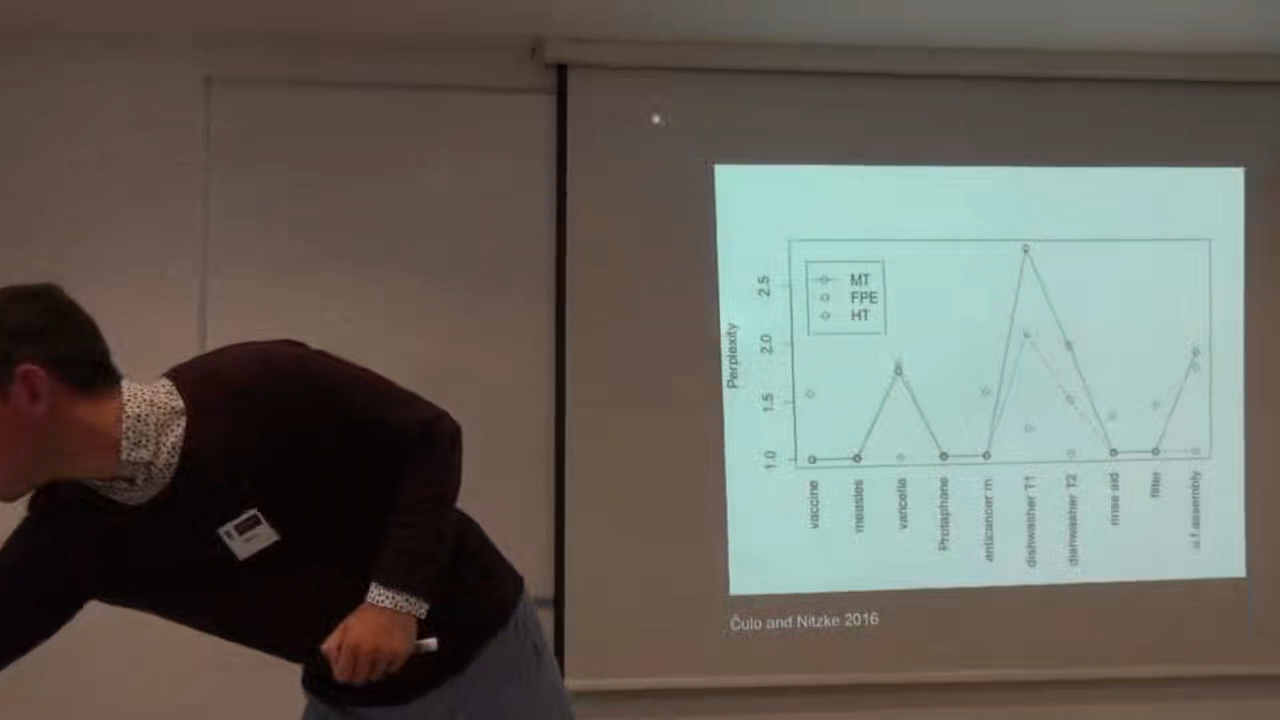 MT
FPE
HT
Perplexity
2.5
2.0
1.5
1.0
vaccine
measles
varicella
Protaphane
anticancer m
dishwasher T1
dishwasher T2
rinse aid
filter
u.f.assembly
Čulo and Nitzke 2016